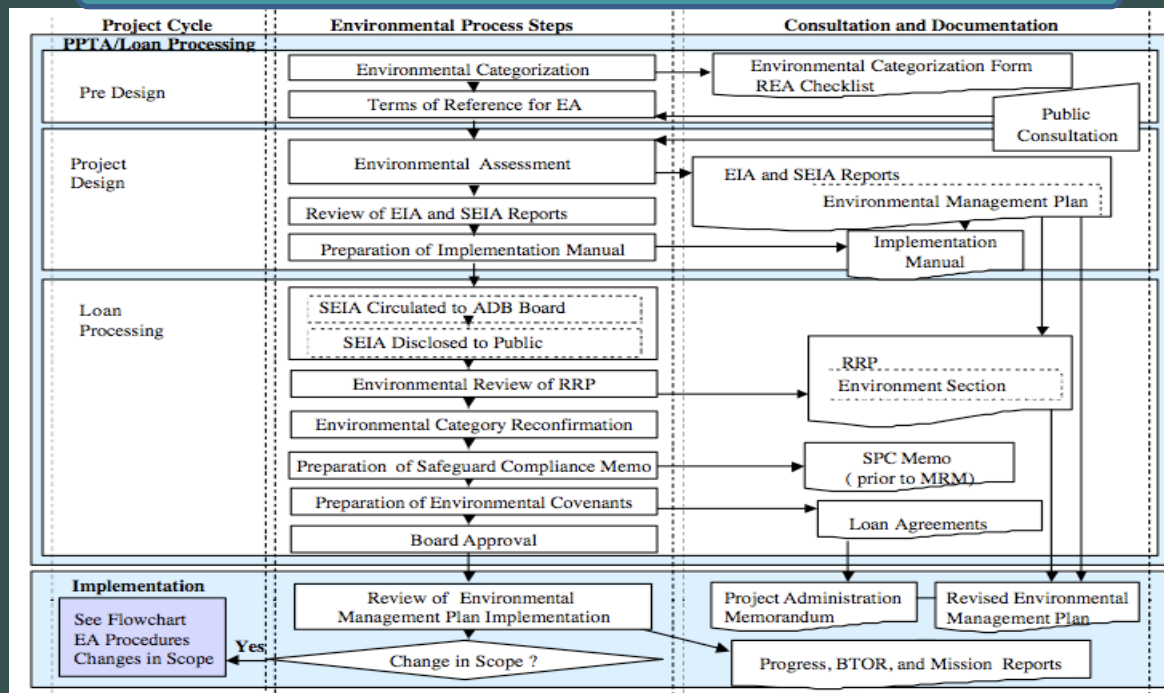 Project Cycle
Environmental Process Steps
Consultation and Documentation
PPTA/Loan Processing
Pre Design
Environmental Categorization
Environmental Categorization Form
REA Checklist
Terms of Reference for EA
Public
Consultation
Project
Design
Environmental Assessment
EIA and SEIA Reports
Environmental Management Plan
Review of EIA and SEIA Reports
Preparation of Implementation Manual
Implementation
Manual
Loan
Processing
SEIA Circulated to ADB Board
SEIA Disclosed to Public
Environmental Review of RRP
RRP
Environment Section
Environmental Category Reconfirmation
Preparation of Safeguard Compliance Memo
SPC Memo
( prior to MRM)
Preparation of Environmental Covenants
Loan Agreements
Board Approval
Implementation
See Flowchart
EA Procedures
Changes in Scope
Yes
Review of Environmental
Management Plan Implementation
Change in Scope ?
Project Administration
Memorandum
Revised Environmental
Management Plan
Progress, BTOR, and Mission Reports